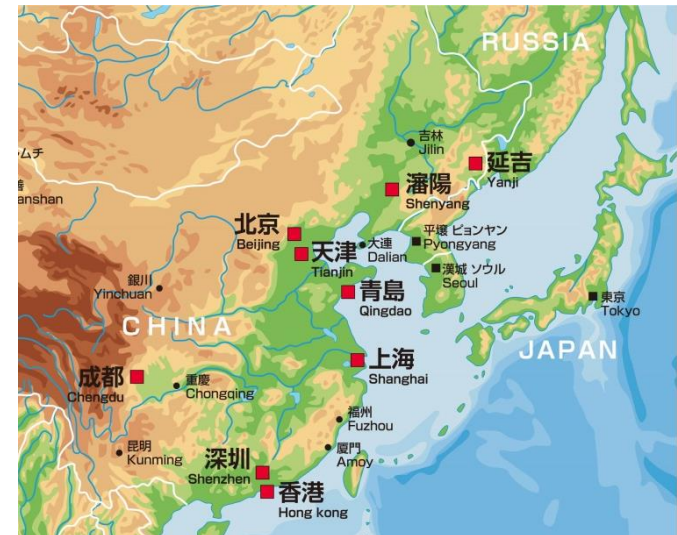 RUSSIA
吉林
Jilin
ムチ
延吉
Yanji
瀋陽
Shenyang
anshan
北京
Beijing
平壌 ピョンヤン
Pyongyang
大連
Dalian
天津
Tianjin
漢城 ソウル
Seoul
銀川
Yinchuan
青島
Qingdao
東京
Tokyo
CHINA
JAPAN
上海
Shanghai
成都
Chengdu
重慶
Chongqing
福州
Fuzhou
昆明
Kunming
厦門
Amoy
深圳
Shenzhen
香港
Hong kong